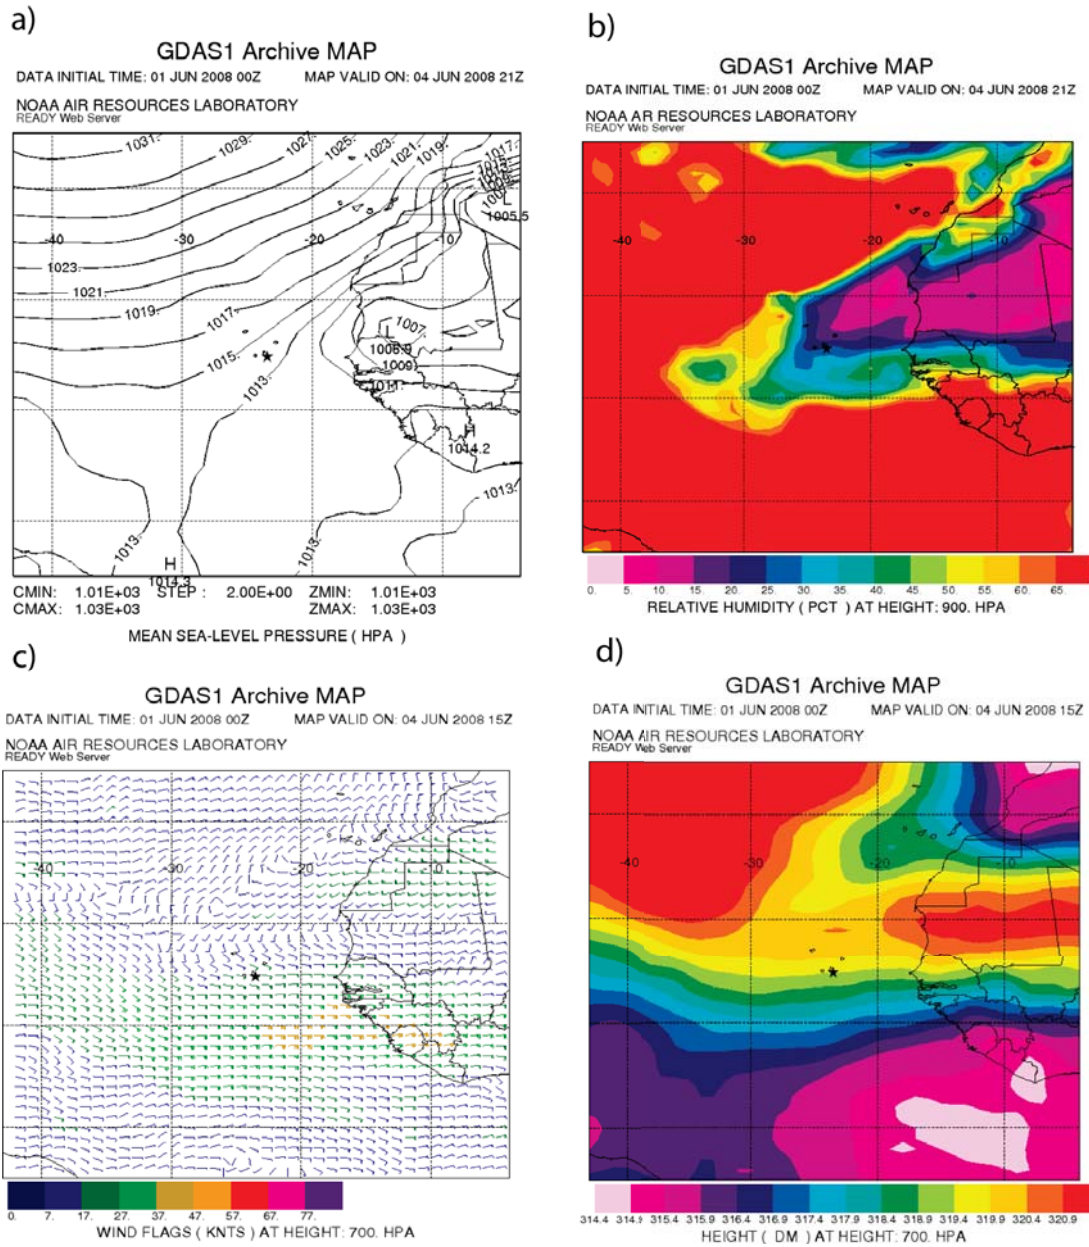 a)
GDAS1 Archive MAP
DATA INITIAL TIME: 01 JUN 2008 00Z MAP VALID ON: 04 JUN 2008 21Z
NOAA AIR RESOURCES LABORATORY
READY Web Server
1031.
1029.
1027.
1025.
1023.
1021.
1019.
1017.
L
1005.5
-40 -30 -20 -10
1023.
1021.
1019.
1017.
1015.
1013.
1007.
L
1009
1011
H
1014.2
1013.
1013.
1013.
H
1014.3
CMIN: 1.01E+03 STEP : 2.00E+00 ZMIN: 1.01E+03
CMAX: 1.03E+03 ZMAX: 1.03E+03
MEAN SEA-LEVEL PRESSURE ( HPA )
b)
GDAS1 Archive MAP
DATA INITIAL TIME: 01 JUN 2008 00Z MAP VALID ON: 04 JUN 2008 21Z
NOAA AR RESOURCES LABORATORY
READY Web Server
-40 -30 -20 -10
0. 5. 10. 15. 20. 25. 30. 35. 40. 45. 50. 55. 60. 65.
RELATIVE HUMIDITY ( PCT ) AT HEIGHT: 900. HPA
c)
GDAS1 Archive MAP
DATA INITIAL TIME: 01 JUN 2008 00Z MAP VALID ON: 04 JUN 2008 15Z
NOAA AIR RESOURCES LABORATORY
READY Web Server
-40 -30 -20 -10
0. 7. 17. 27. 37. 47. 57. 67. 77.
WIND FLAGS ( KNTS ) AT HEIGHT: 700. HPA
d)
GDAS1 Archive MAP
DATA INITIAL TIME: 01 JUN 2008 00Z MAP VALID ON: 04 JUN 2008 15Z
NOAA AIR RESOURCES LABORATORY
READY Web Server
-40 -30 -20 -10
314.4 314.9 315.4 315.9 316.4 316.9 317.4 317.9 318.4 318.9 319.4 319.9 320.4 320.9
HEIGHT ( DM ) AT HEIGHT: 700. HPA